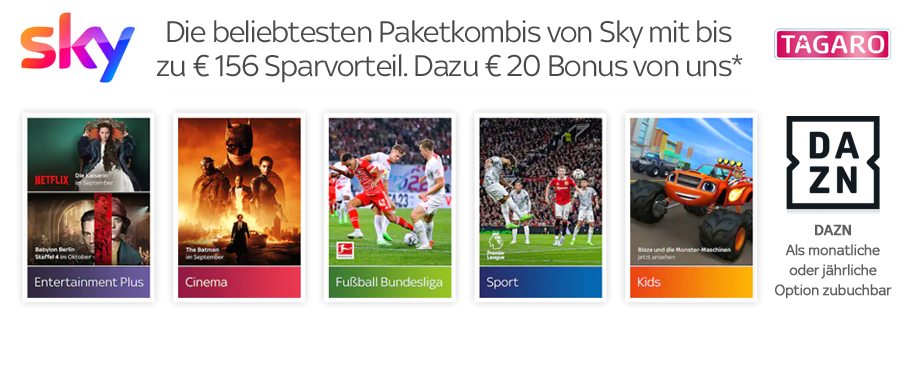 sky
Die beliebtesten Paketkombis von Sky mit bis
zu € 156 Sparvorteil. Dazu € 20 Bonus von uns*
TARGARO
NETFLIX
Die Kaiserin
im September
Babylon Berlin
Staffel 4 im Oktober
Entertainment Plus
The Batman
im September
Cinema
Fußball Bundesliga
Premier
League
Sport
Blaze und die Monster-Maschinen
jetzt ansehen
Kids
DA
ZN
DAZN
Als monatliche
oder jährliche
Option zubuchbar